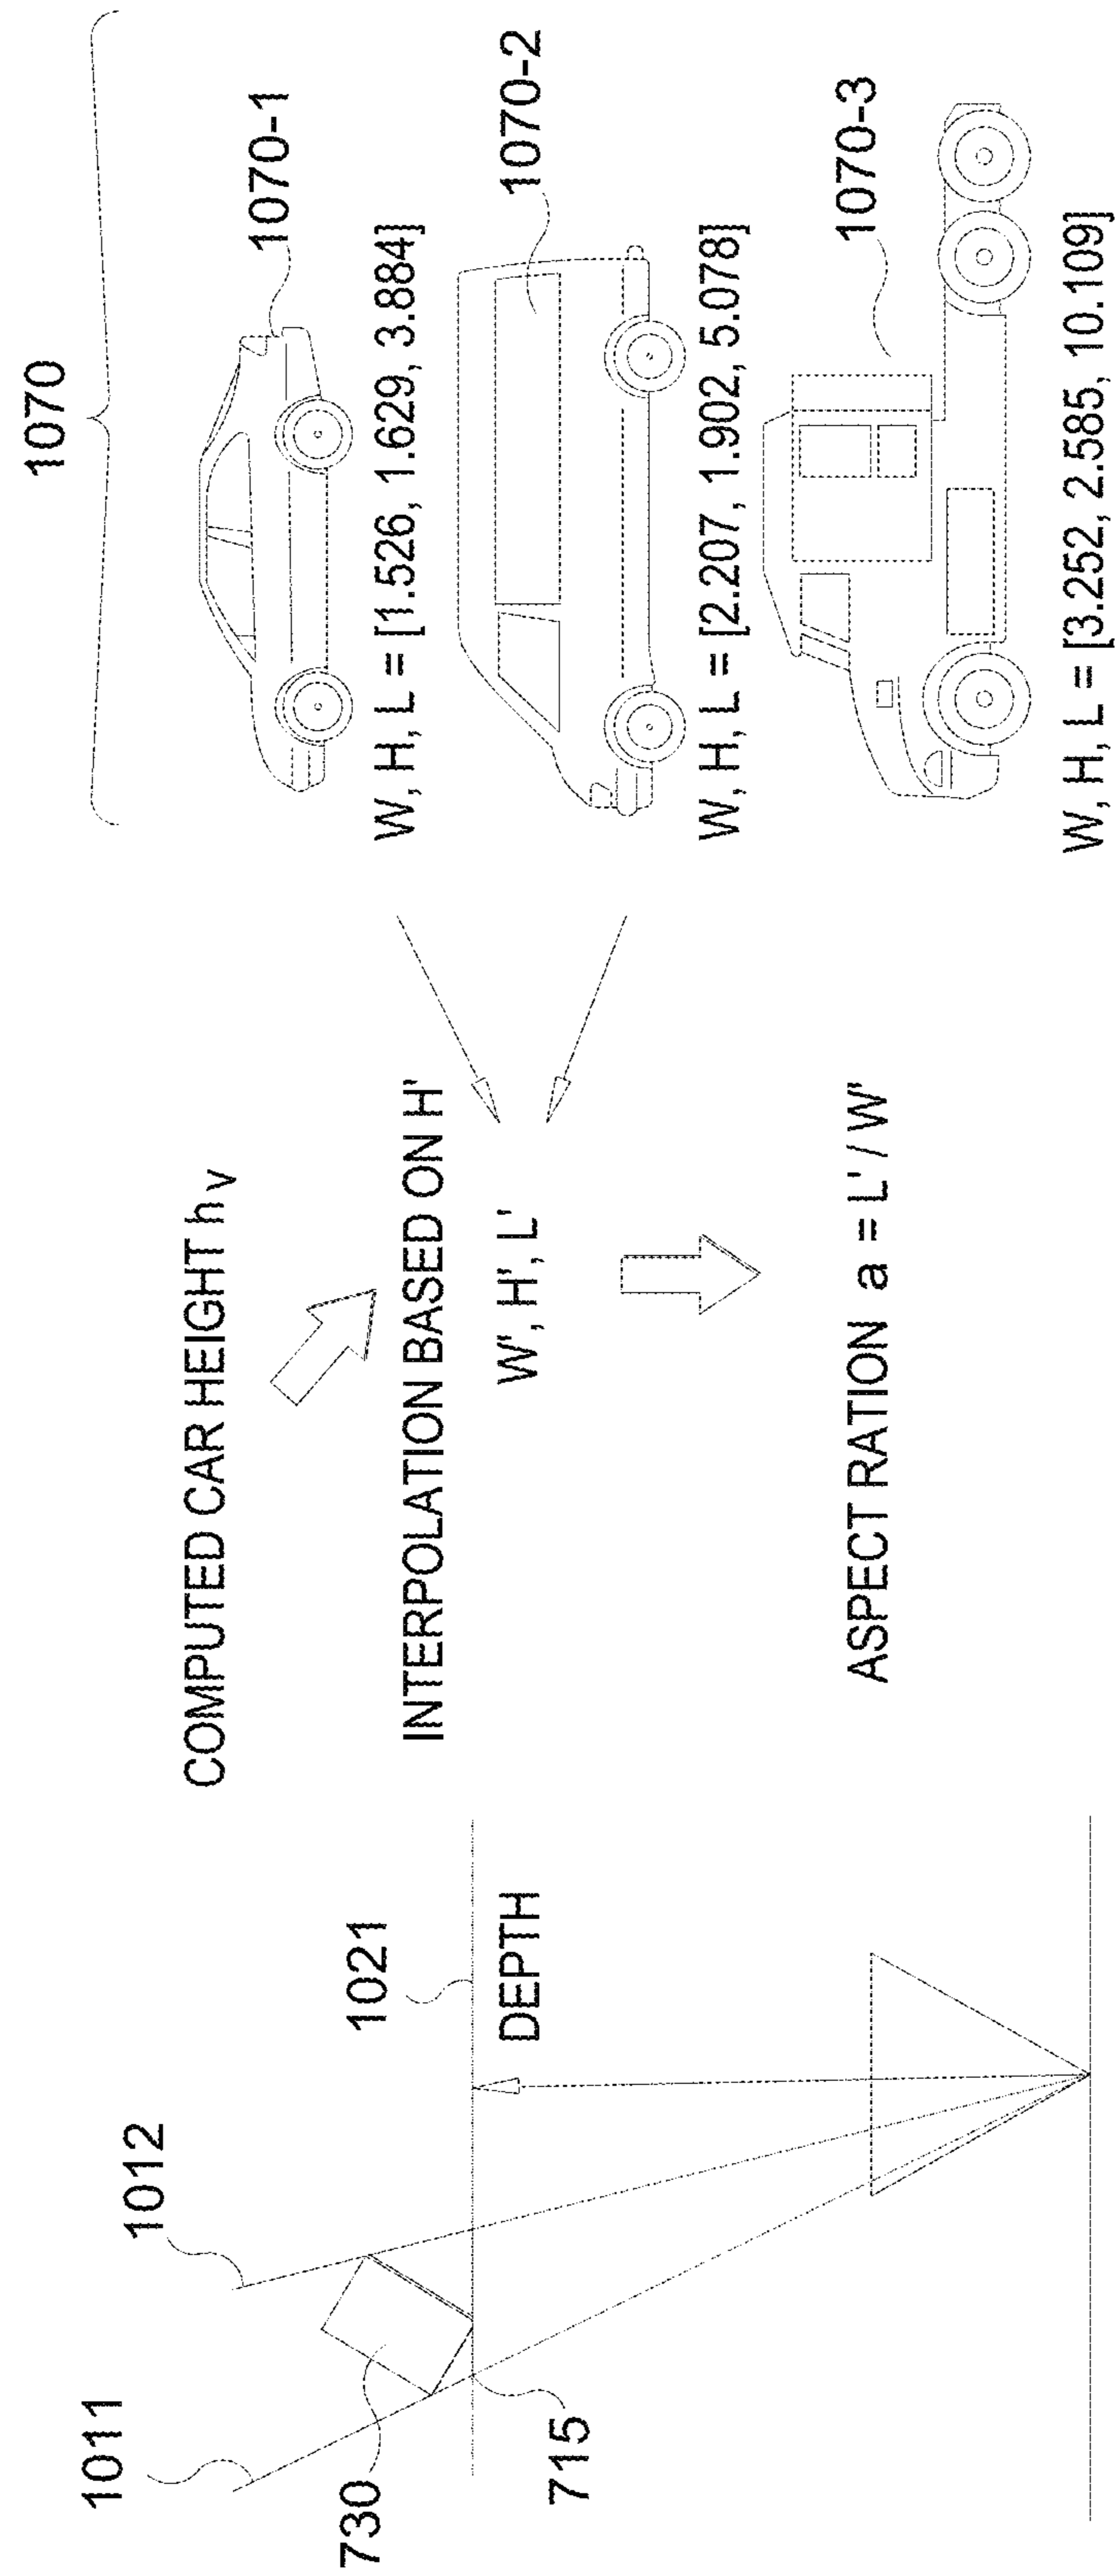 1011
1012
730
715
1021
DEPTH
COMPUTED CAR HEIGHT hv
INTERPOLATION BASED ON H'
W', H', L'
ASPECT RATION a = L' / W'
1070
1070-1
W, H, L = [1.526, 1.629, 3.884]
1070-2
W, H, L = [2.207, 1.902, 5.078]
1070-3
W, H, L = [3.252, 2.585, 10.109]